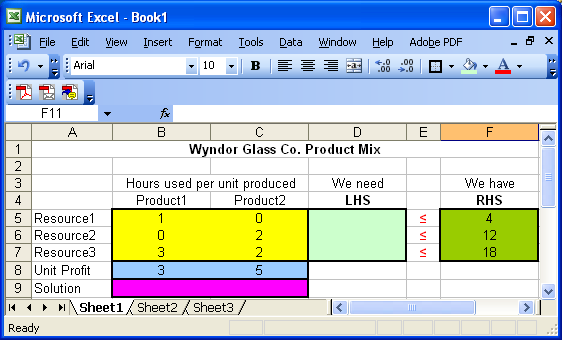 Microsoft Excel - Book1
File Edit View Insert Format Tools Data Window Help Adobe PDF
Arial 10 B A
F11 fx
A B C D E F
1 Wyndor Glass Co. Product Mix
2
3 Hours used per unit produced We need We have
4 Product1 Product2 LHS RHS
5 Resource1 1 0 ≤ 4
6 Resource2 0 2 ≤ 12
7 Resource3 3 2 ≤ 18
8 Unit Profit 3 5
9 Solution
Sheet1 Sheet2 Sheet3
Ready